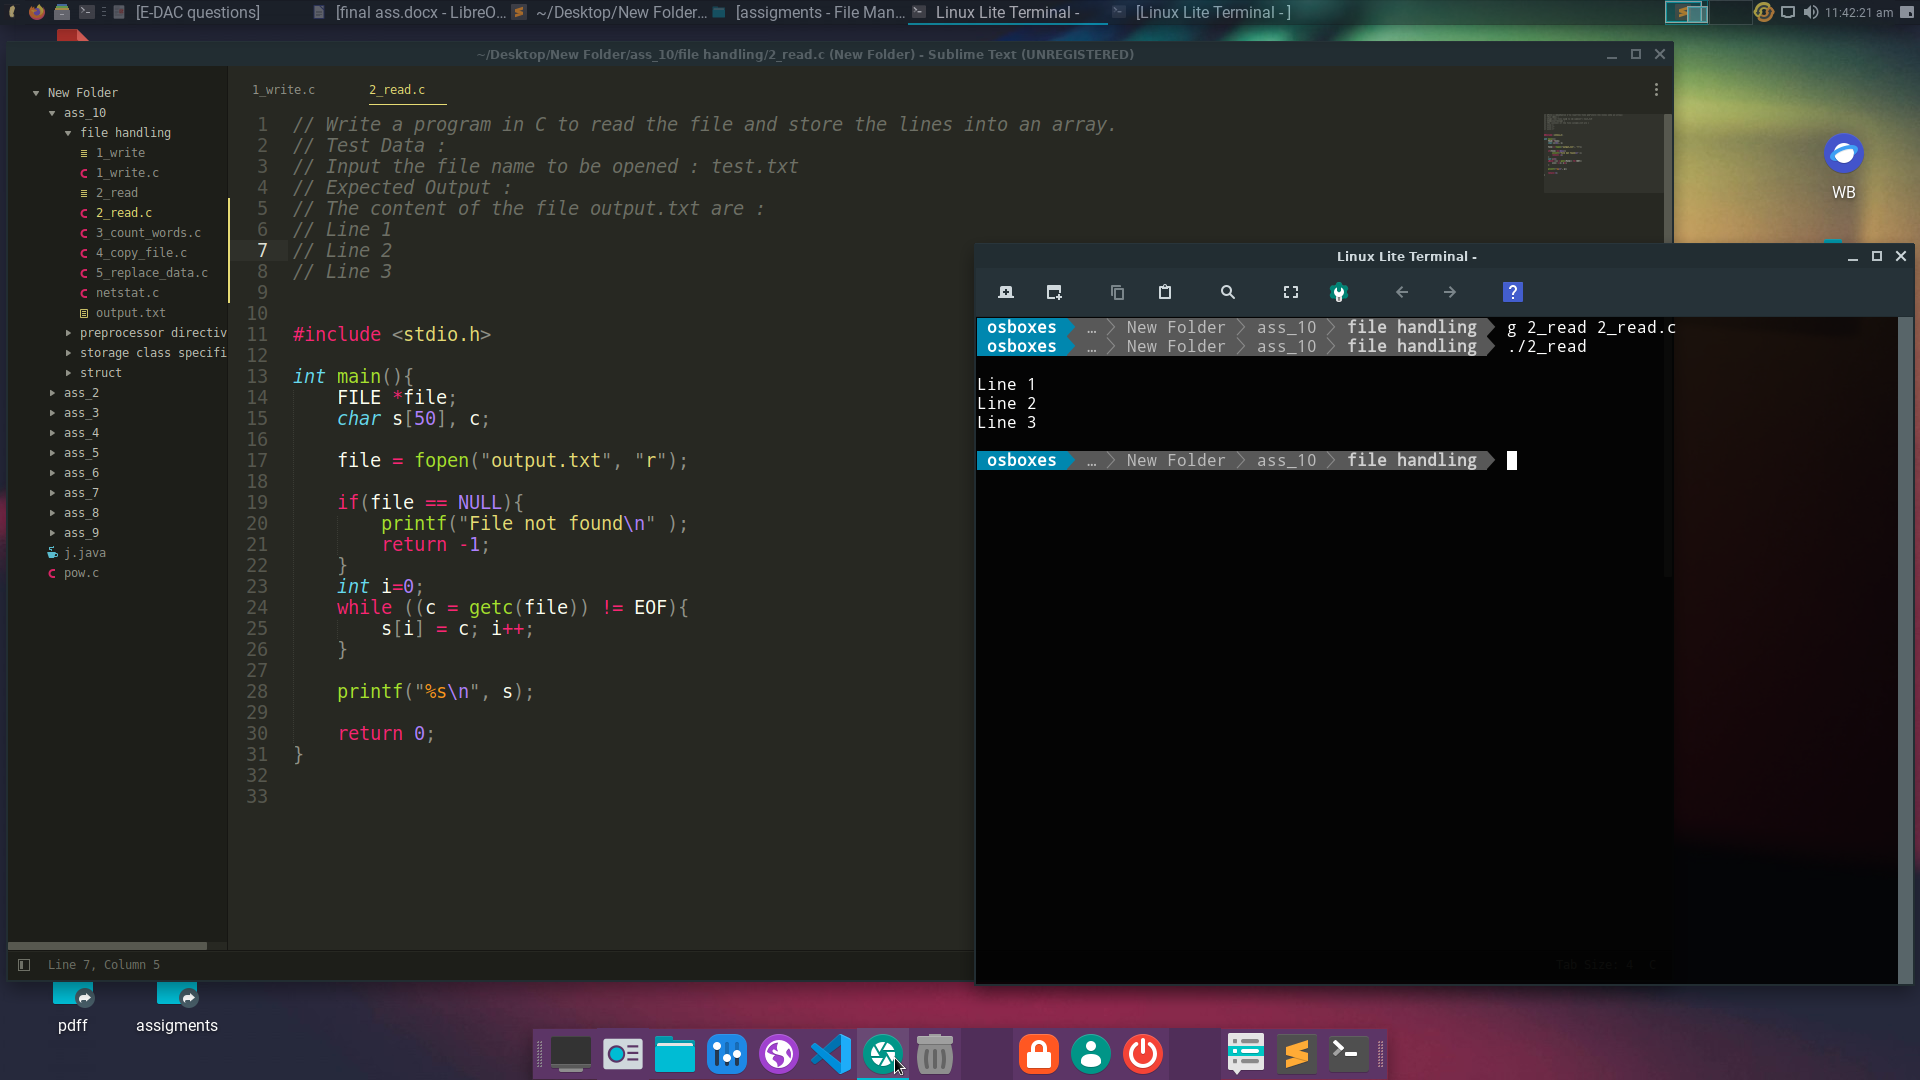 [E-DAC questions]
[final ass.docx - LibreO...
~/Desktop/New Folder...
[assigments - File Man...
Linux Lite Terminal -
[Linux Lite Terminal - ]
11:42:21 am
~/Desktop/New Folder/ass_10/file handling/2_read.c (New Folder) - Sublime Text (UNREGISTERED)
New Folder
ass_10
file handling
1_write
1_write.c
2_read
2_read.c
3_count_words.c
4_copy_file.c
5_replace_data.c
netstat.c
output.txt
preprocessor directiv
storage class specifi
struct
ass_2
ass_3
ass_4
ass_5
ass_6
ass_7
ass_8
ass_9
j.java
pow.c
1_write.c
2_read.c
1 // Write a program in C to read the file and store the lines into an array.
2 // Test Data :
3 // Input the file name to be opened : test.txt
4 // Expected Output :
5 // The content of the file output.txt are :
6 // Line 1
7 // Line 2
8 // Line 3
9
10
11 #include <stdio.h>
12
13 int main(){
14 FILE *file;
15 char s[50], c;
16
17 file = fopen("output.txt", "r");
18
19 if(file == NULL){
20 printf("File not found\n" );
21 return -1;
22 }
23 int i=0;
24 while ((c = getc(file)) != EOF){
25 s[i] = c; i++;
26 }
27
28 printf("%s\n", s);
29
30 return 0;
31 }
32
33
Line 7, Column 5
Tab Size: 4 C
Linux Lite Terminal -
?
osboxes … New Folder ass_10 file handling g 2_read 2_read.c
osboxes … New Folder ass_10 file handling ./2_read
Line 1
Line 2
Line 3
osboxes … New Folder ass_10 file handling
WB
pdff
assigments